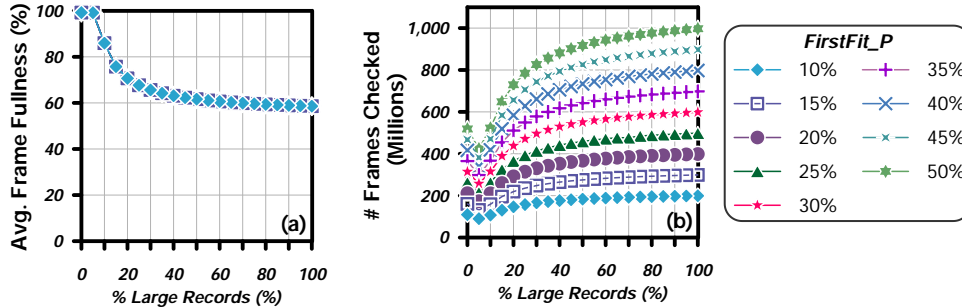 Avg. Frame Fullness (%)
100
80
60
40
20
0
(a)
0 20 40 60 80 100
% Large Records (%)
# Frames Checked
(Millions)
1,000
800
600
400
200
0
(b)
0 20 40 60 80 100
% Large Records (%)
FirstFit_P
10%
15%
20%
25%
30%
35%
40%
45%
50%